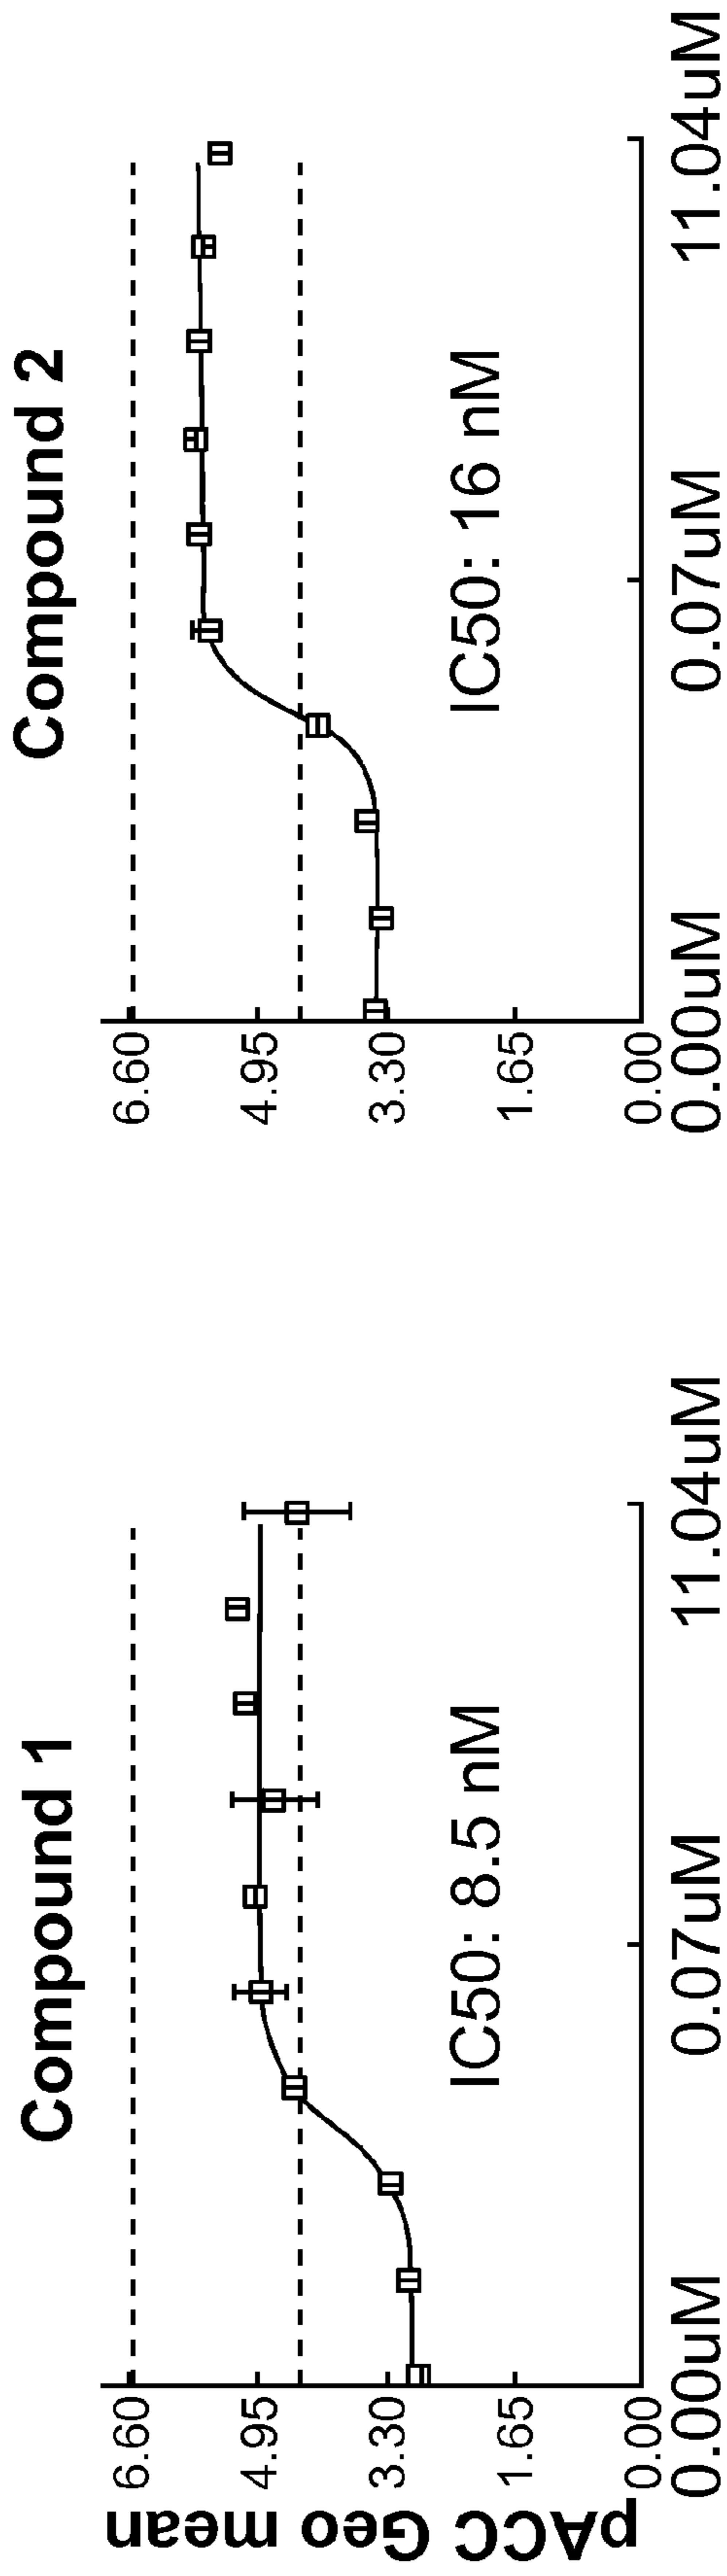 Compound 1
pACC Geo mean
6.60
4.95
3.30
1.65
0.00
IC50: 8.5 nM
0.00uM
0.07uM
11.04uM
Compound 2
6.60
4.95
3.30
1.65
0.00
IC50: 16 nM
0.00uM
0.07uM
11.04uM